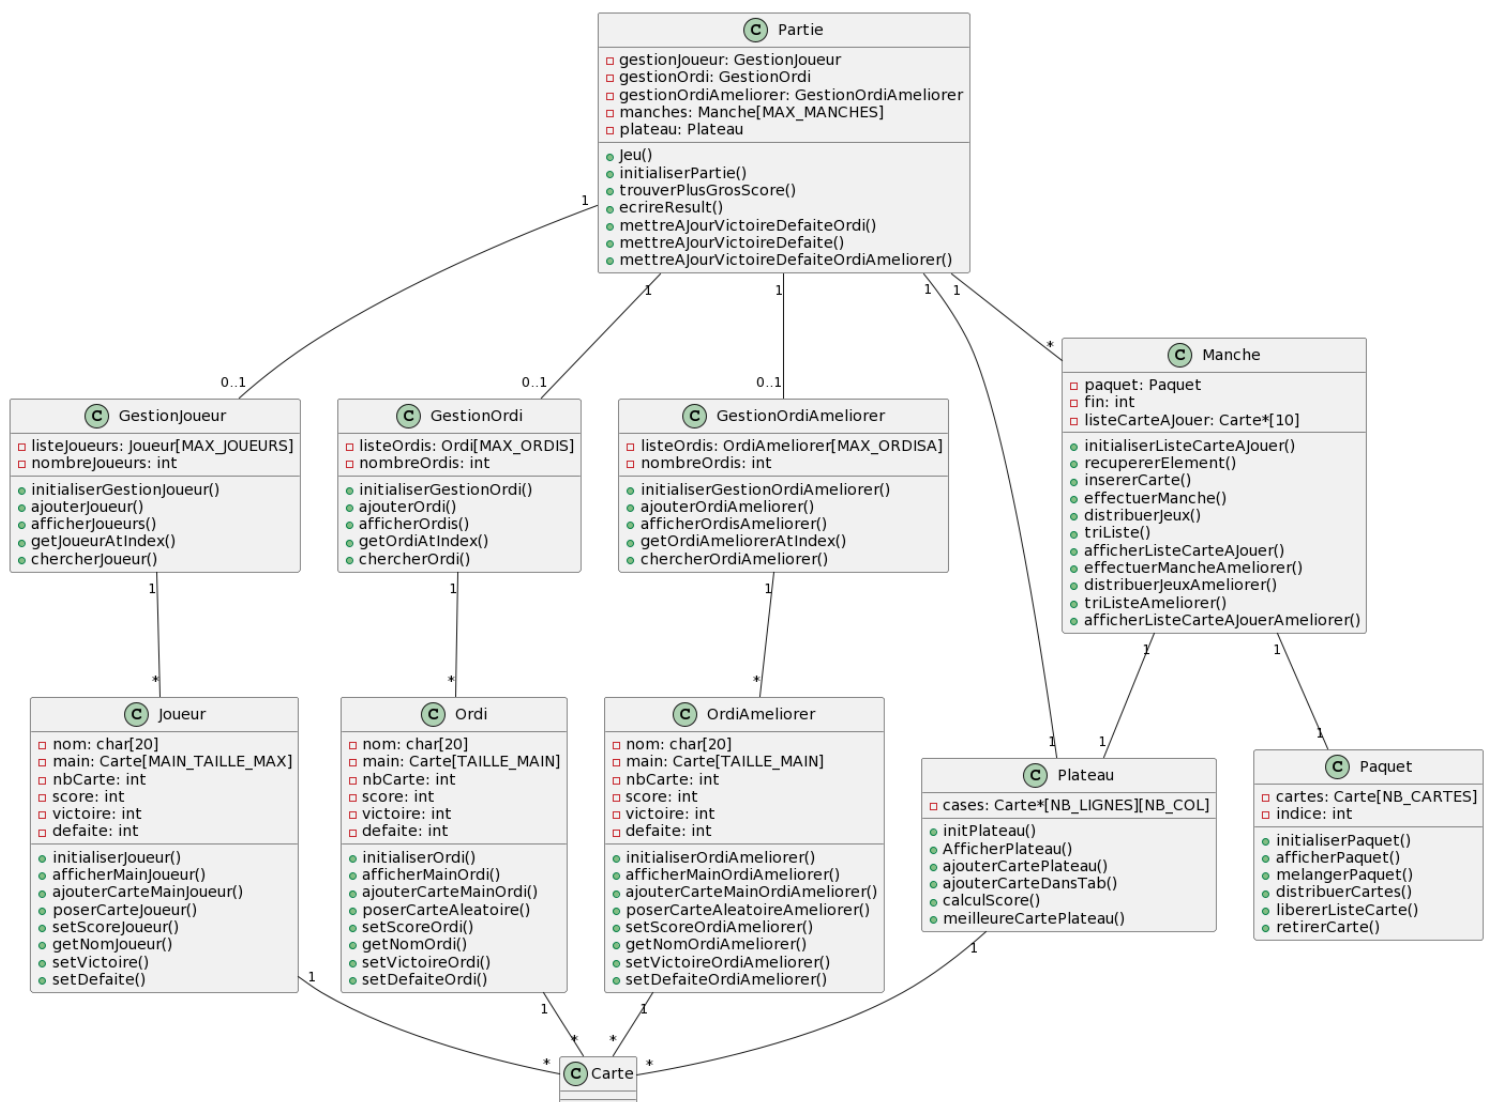 C Partie
gestionJoueur: GestionJoueur
gestionOrdi: GestionOrdi
gestionOrdiAmeliorer: GestionOrdiAmeliorer
manches: Manche[MAX_MANCHES]
plateau: Plateau
Jeu()
initialiserPartie()
trouverPlusGrosScore()
ecrireResult()
mettreAJourVictoireDefaiteOrdi()
mettreAJourVictoireDefaite()
mettreAJourVictoireDefaiteOrdiAmeliorer()
1
1
1
1
1
0..1
0..1
0..1
*
C GestionJoueur
listeJoueurs: Joueur[MAX_JOUEURS]
nombreJoueurs: int
initialiserGestionJoueur()
ajouterJoueur()
afficherJoueurs()
getJoueurAtIndex()
chercherJoueur()
C GestionOrdi
listeOrdis: Ordi[MAX_ORDIS]
nombreOrdis: int
initialiserGestionOrdi()
ajouterOrdi()
afficherOrdis()
getOrdiAtIndex()
chercherOrdi()
C GestionOrdiAmeliorer
listeOrdis: OrdiAmeliorer[MAX_ORDISA]
nombreOrdis: int
initialiserGestionOrdiAmeliorer()
ajouterOrdiAmeliorer()
afficherOrdisAmeliorer()
getOrdiAmeliorerAtIndex()
chercherOrdiAmeliorer()
C Manche
paquet: Paquet
fin: int
listeCarteAJouer: Carte*[10]
initialiserListeCarteAJouer()
recupererElement()
insererCarte()
effectuerManche()
distribuerJeux()
triListe()
afficherListeCarteAJouer()
effectuerMancheAmeliorer()
distribuerJeuxAmeliorer()
triListeAmeliorer()
afficherListeCarteAJouerAmeliorer()
1
1
1
1
1
*
*
*
1
1
1
C Joueur
nom: char[20]
main: Carte[MAIN_TAILLE_MAX]
nbCarte: int
score: int
victoire: int
defaite: int
initialiserJoueur()
afficherMainJoueur()
ajouterCarteMainJoueur()
poserCarteJoueur()
setScoreJoueur()
getNomJoueur()
setVictoire()
setDefaite()
C Ordi
nom: char[20]
main: Carte[TAILLE_MAIN]
nbCarte: int
score: int
victoire: int
defaite: int
initialiserOrdi()
afficherMainOrdi()
ajouterCarteMainOrdi()
poserCarteAleatoire()
setScoreOrdi()
getNomOrdi()
setVictoireOrdi()
setDefaiteOrdi()
C OrdiAmeliorer
nom: char[20]
main: Carte[TAILLE_MAIN]
nbCarte: int
score: int
victoire: int
defaite: int
initialiserOrdiAmeliorer()
afficherMainOrdiAmeliorer()
ajouterCarteMainOrdiAmeliorer()
poserCarteAleatoireAmeliorer()
setScoreOrdiAmeliorer()
getNomOrdiAmeliorer()
setVictoireOrdiAmeliorer()
setDefaiteOrdiAmeliorer()
C Plateau
cases: Carte*[NB_LIGNES][NB_COL]
initPlateau()
AfficherPlateau()
ajouterCartePlateau()
ajouterCarteDansTab()
calculScore()
meilleureCartePlateau()
C Paquet
cartes: Carte[NB_CARTES]
indice: int
initialiserPaquet()
afficherPaquet()
melangerPaquet()
distribuerCartes()
libererListeCarte()
retirerCarte()
1
1
1
1
*
*
*
*
C Carte